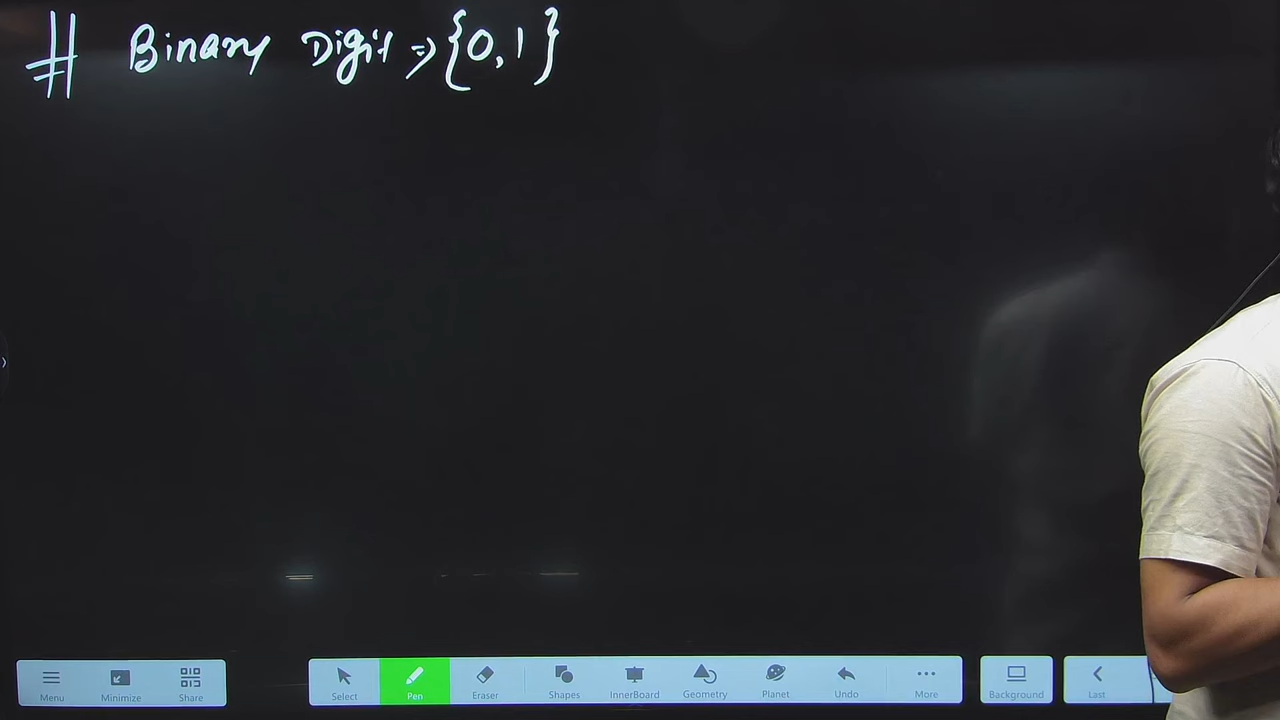 # Binary Digit ⇒ {0,1}
Menu Minimize Share Select Pen Eraser Shapes InnerBoard Geometry Planet Undo More Background Last